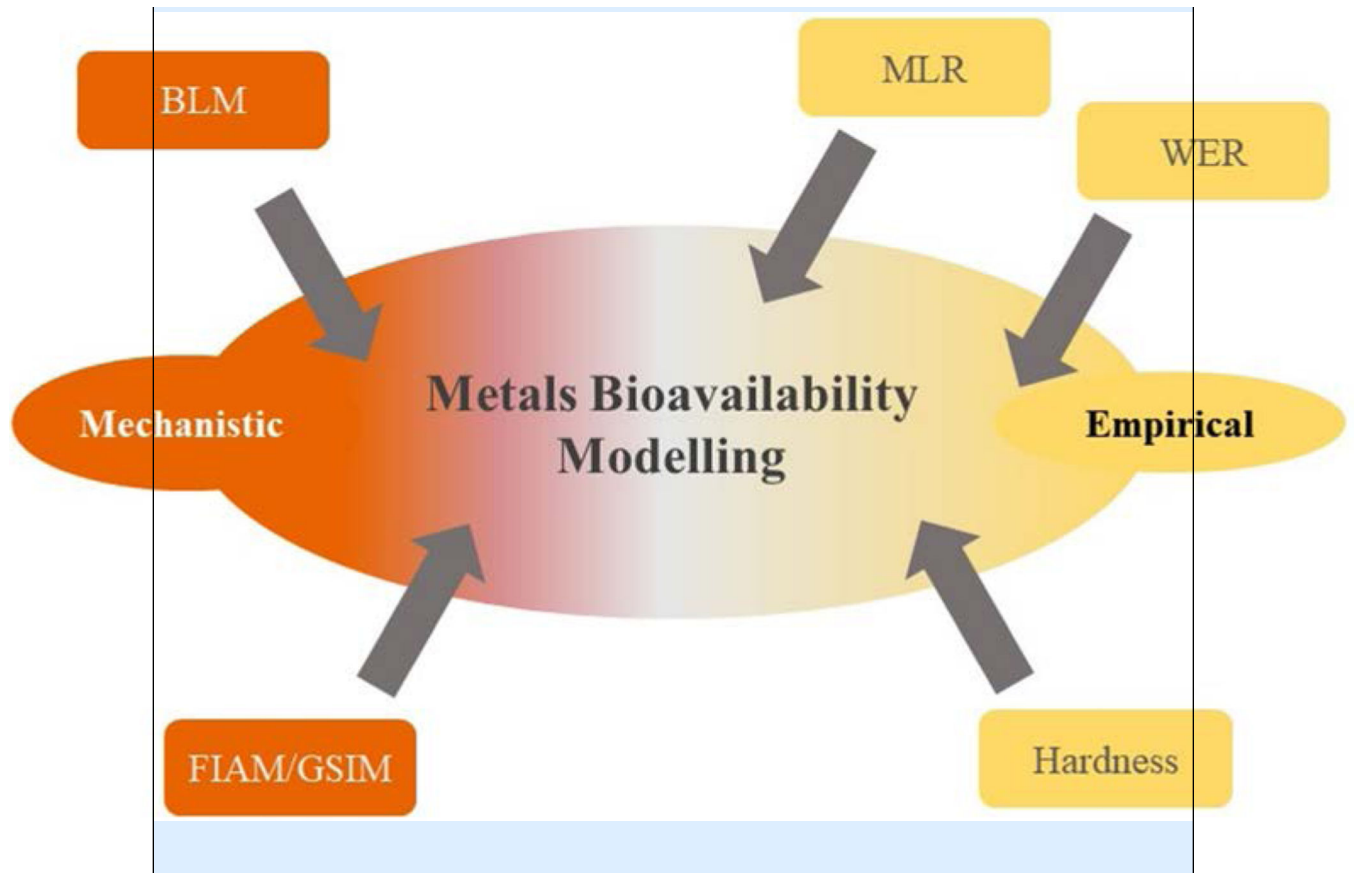 BLM
MLR
WER
Metals Bioavailability
Modelling
Mechanistic
Empirical
FIAM/GSIM
Hardness